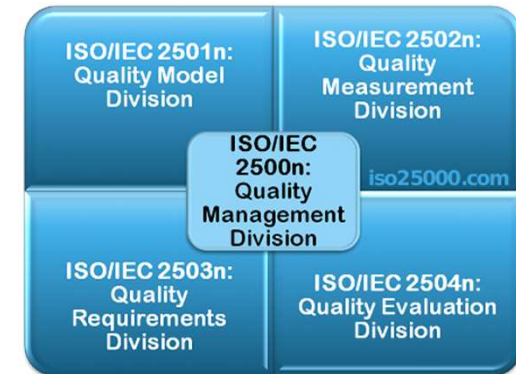 ISO/IEC 2501n:
Quality Model
Division
ISO/IEC 2502n:
Quality
Measurement
Division
ISO/IEC
2500n:
Quality
Management
Division
iso25000.com
ISO/IEC 2503n:
Quality
Requirements
Division
ISO/IEC 2504n:
Quality Evaluation
Division